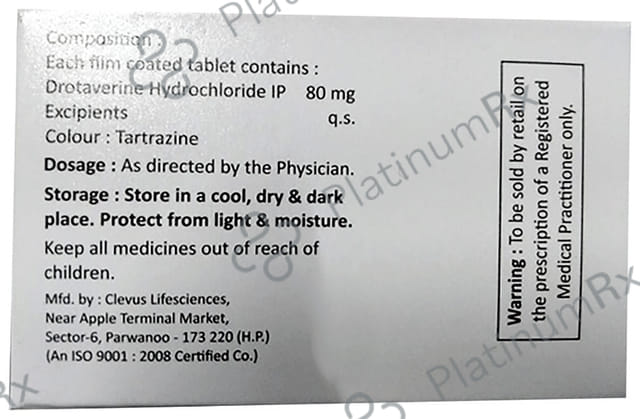 Composition :
Each film coated tablet contains :
Drotaverine Hydrochloride IP 80 mg
Excipients q.s.
Colour : Tartrazine
Dosage : As directed by the Physician.
Storage : Store in a cool, dry & dark
place. Protect from light & moisture.
Keep all medicines out of reach of
children.
Mfd. by : Clevus Lifesciences,
Near Apple Terminal Market,
Sector-6, Parwanoo - 173 220 (H.P.)
(An ISO 9001 : 2008 Certified Co.)
Warning : To be sold by retail on
the prescription of a Registered
Medical Practitioner only.
PlatinumRx
PlatinumRx